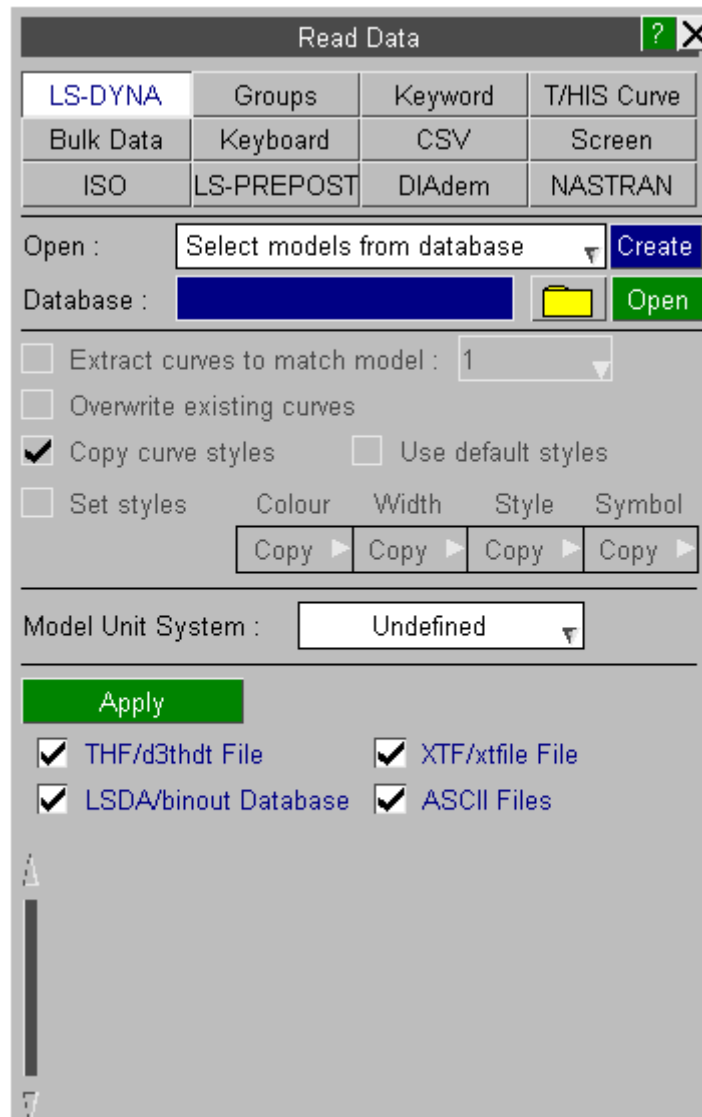 Read Data ?
LS-DYNA Groups Keyword T/HIS Curve
Bulk Data Keyboard CSV Screen
ISO LS-PREPOST DIAdem NASTRAN
Open : Select models from database Create
Database : Open
Extract curves to match model : 1
Overwrite existing curves
Copy curve styles Use default styles
Set styles Colour Width Style Symbol
Copy Copy Copy Copy
Model Unit System : Undefined
Apply
THF/d3thdt File XTF/xtfile File
LSDA/binout Database ASCII Files